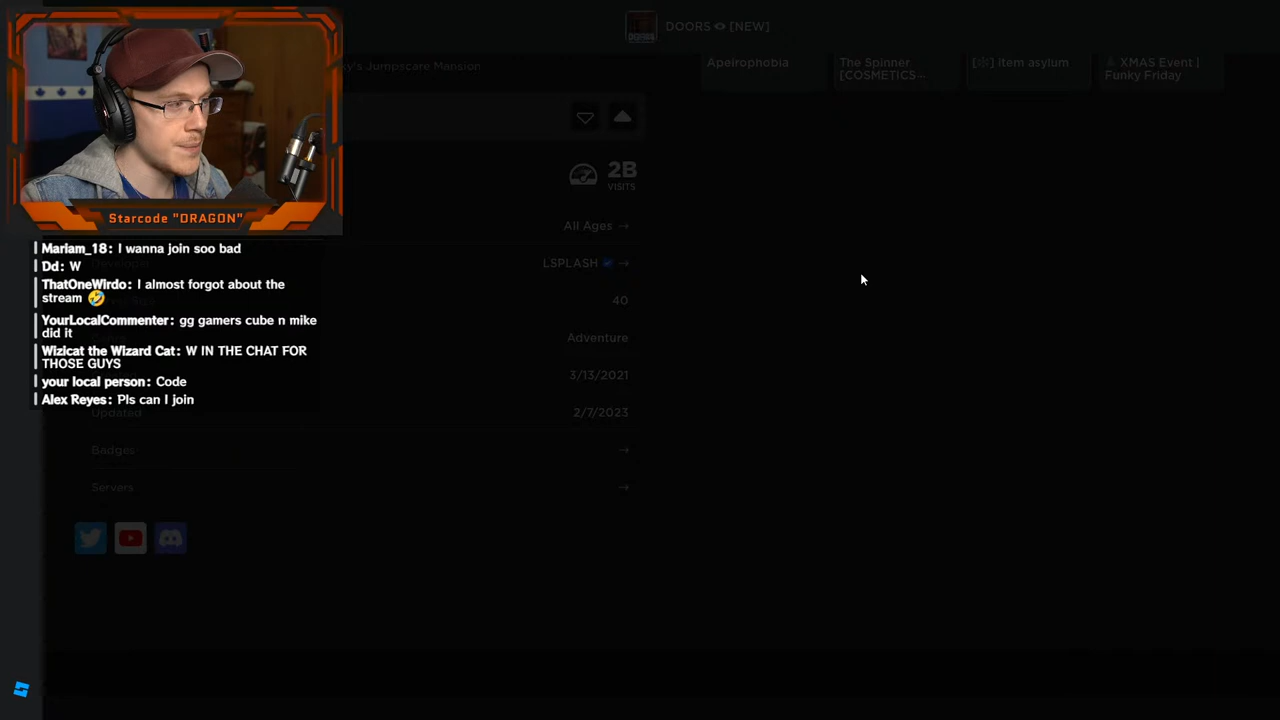 DOORS 👁 [NEW]
ky's Jumpscare Mansion
Apeirophobia
The Spinner
[COSMETICS...
[❄] item asylum
🎄 XMAS Event |
Funky Friday
2B
VISITS
All Ages →
LSPLASH →
40
Adventure
3/13/2021
Updated 2/7/2023
Badges →
Servers →
Starcode "DRAGON"
Mariam_18: I wanna join soo bad
Dd: W
ThatOneWirdo: I almost forgot about the
stream 🤣
YourLocalCommenter: gg gamers cube n mike
did it
Wizicat the Wizard Cat: W IN THE CHAT FOR
THOSE GUYS
your local person: Code
Alex Reyes: Pls can I join